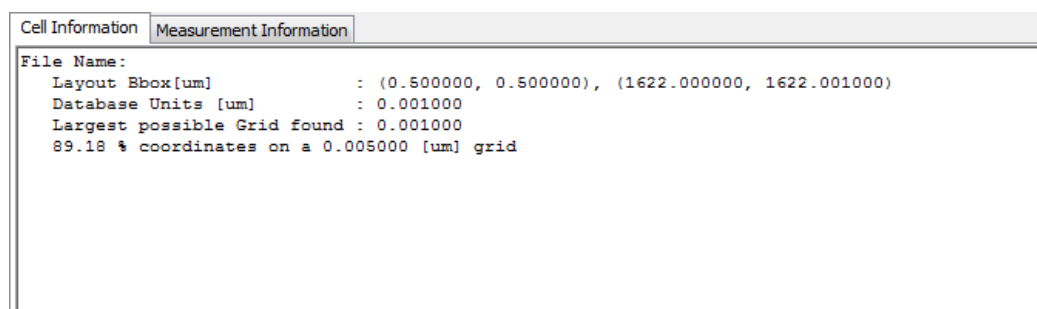 Cell Information
Measurement Information
File Name:
Layout Bbox[um] : (0.500000, 0.500000), (1622.000000, 1622.001000)
Database Units [um] : 0.001000
Largest possible Grid found : 0.001000
89.18 % coordinates on a 0.005000 [um] grid